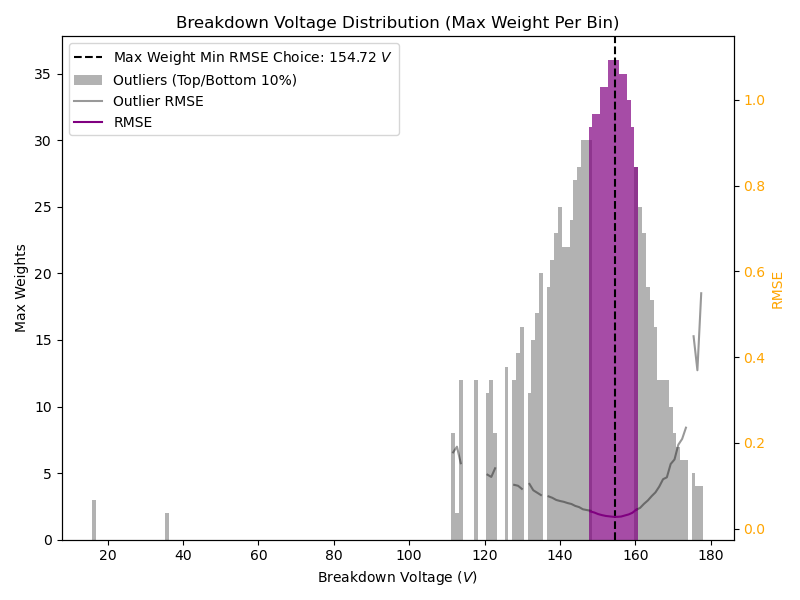 Breakdown Voltage Distribution (Max Weight Per Bin)
Max Weight Min RMSE Choice: 154.72 V
Outliers (Top/Bottom 10%)
Outlier RMSE
RMSE
Max Weights
35
30
25
20
15
10
5
0
1.0
0.8
0.6
0.4
0.2
0.0
RMSE
20 40 60 80 100 120 140 160 180
Breakdown Voltage (V)